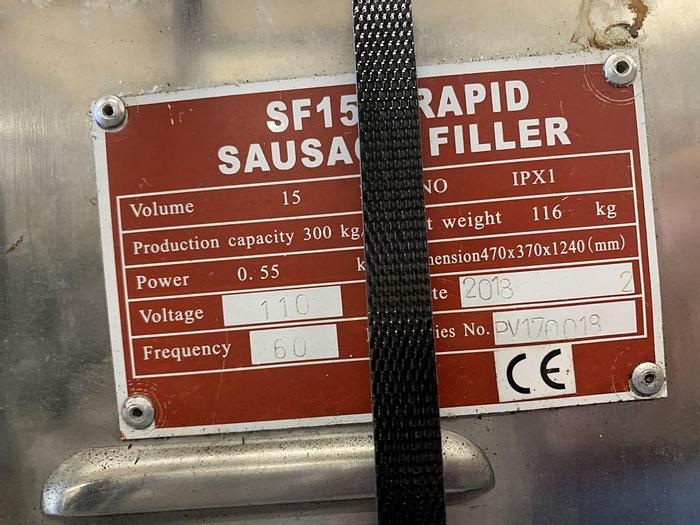 SF15 RAPID
SAUSAG FILLER
Volume 15 NO IPX1
Production capacity 300 kg/ t weight 116 kg
Power 0.55 k mension470x370x1240(mm)
Voltage 110 te 2018 2
Frequency 60 ies No. PV170018
CE